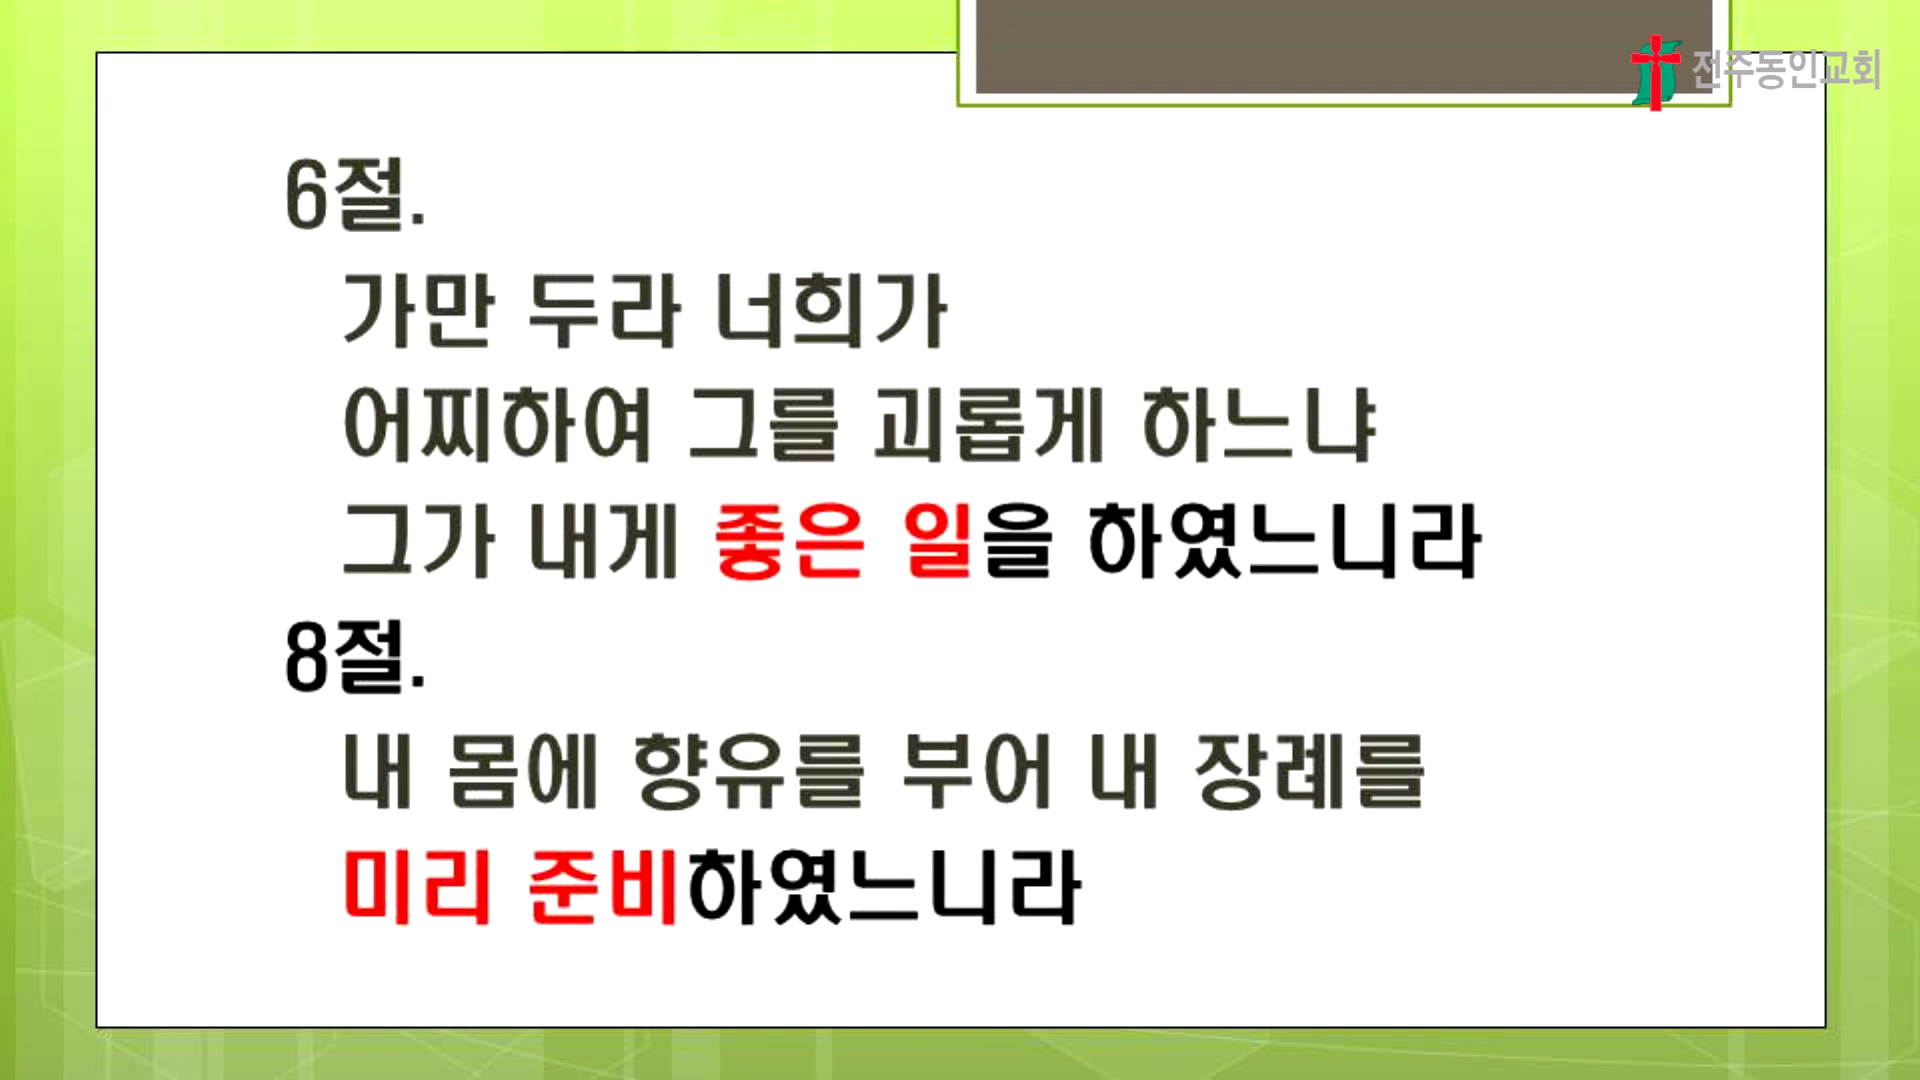 전주동인교회
6절.
가만 두라 너희가
어찌하여 그를 괴롭게 하느냐
그가 내게 좋은 일을 하였느니라
8절.
내 몸에 향유를 부어 내 장례를
미리 준비하였느니라